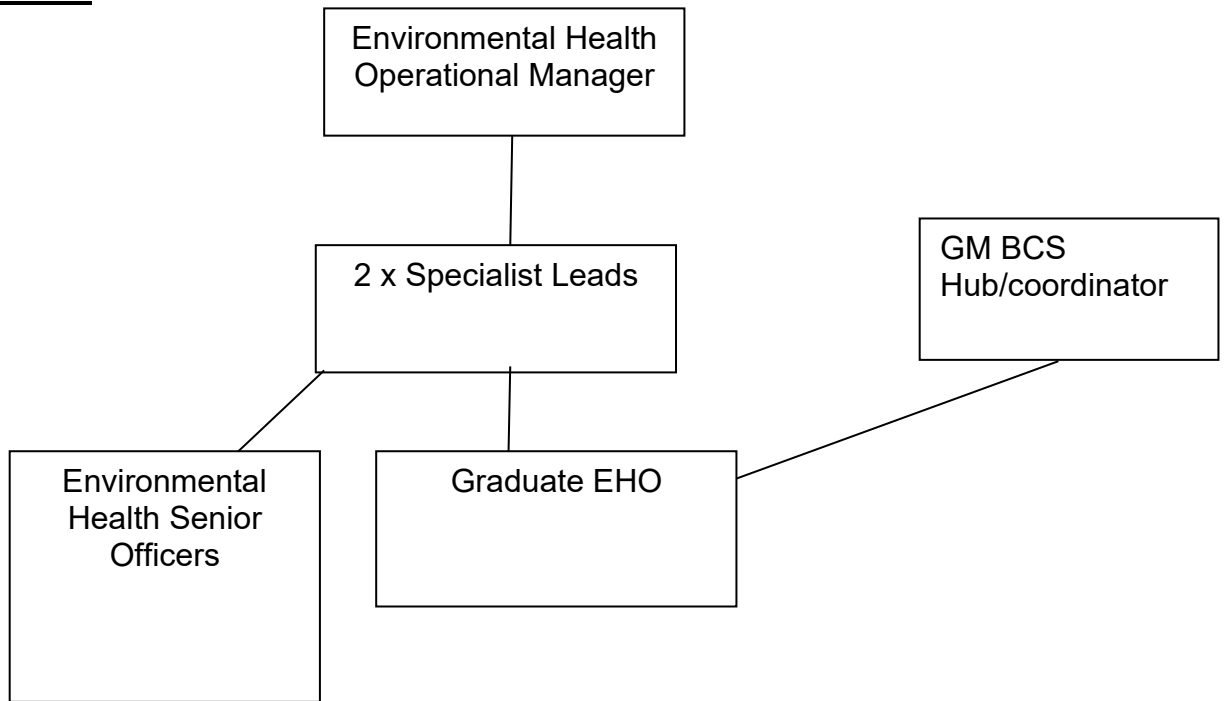 Environmental Health
Operational Manager
2 x Specialist Leads
GM BCS
Hub/coordinator
Environmental
Health Senior
Officers
Graduate EHO